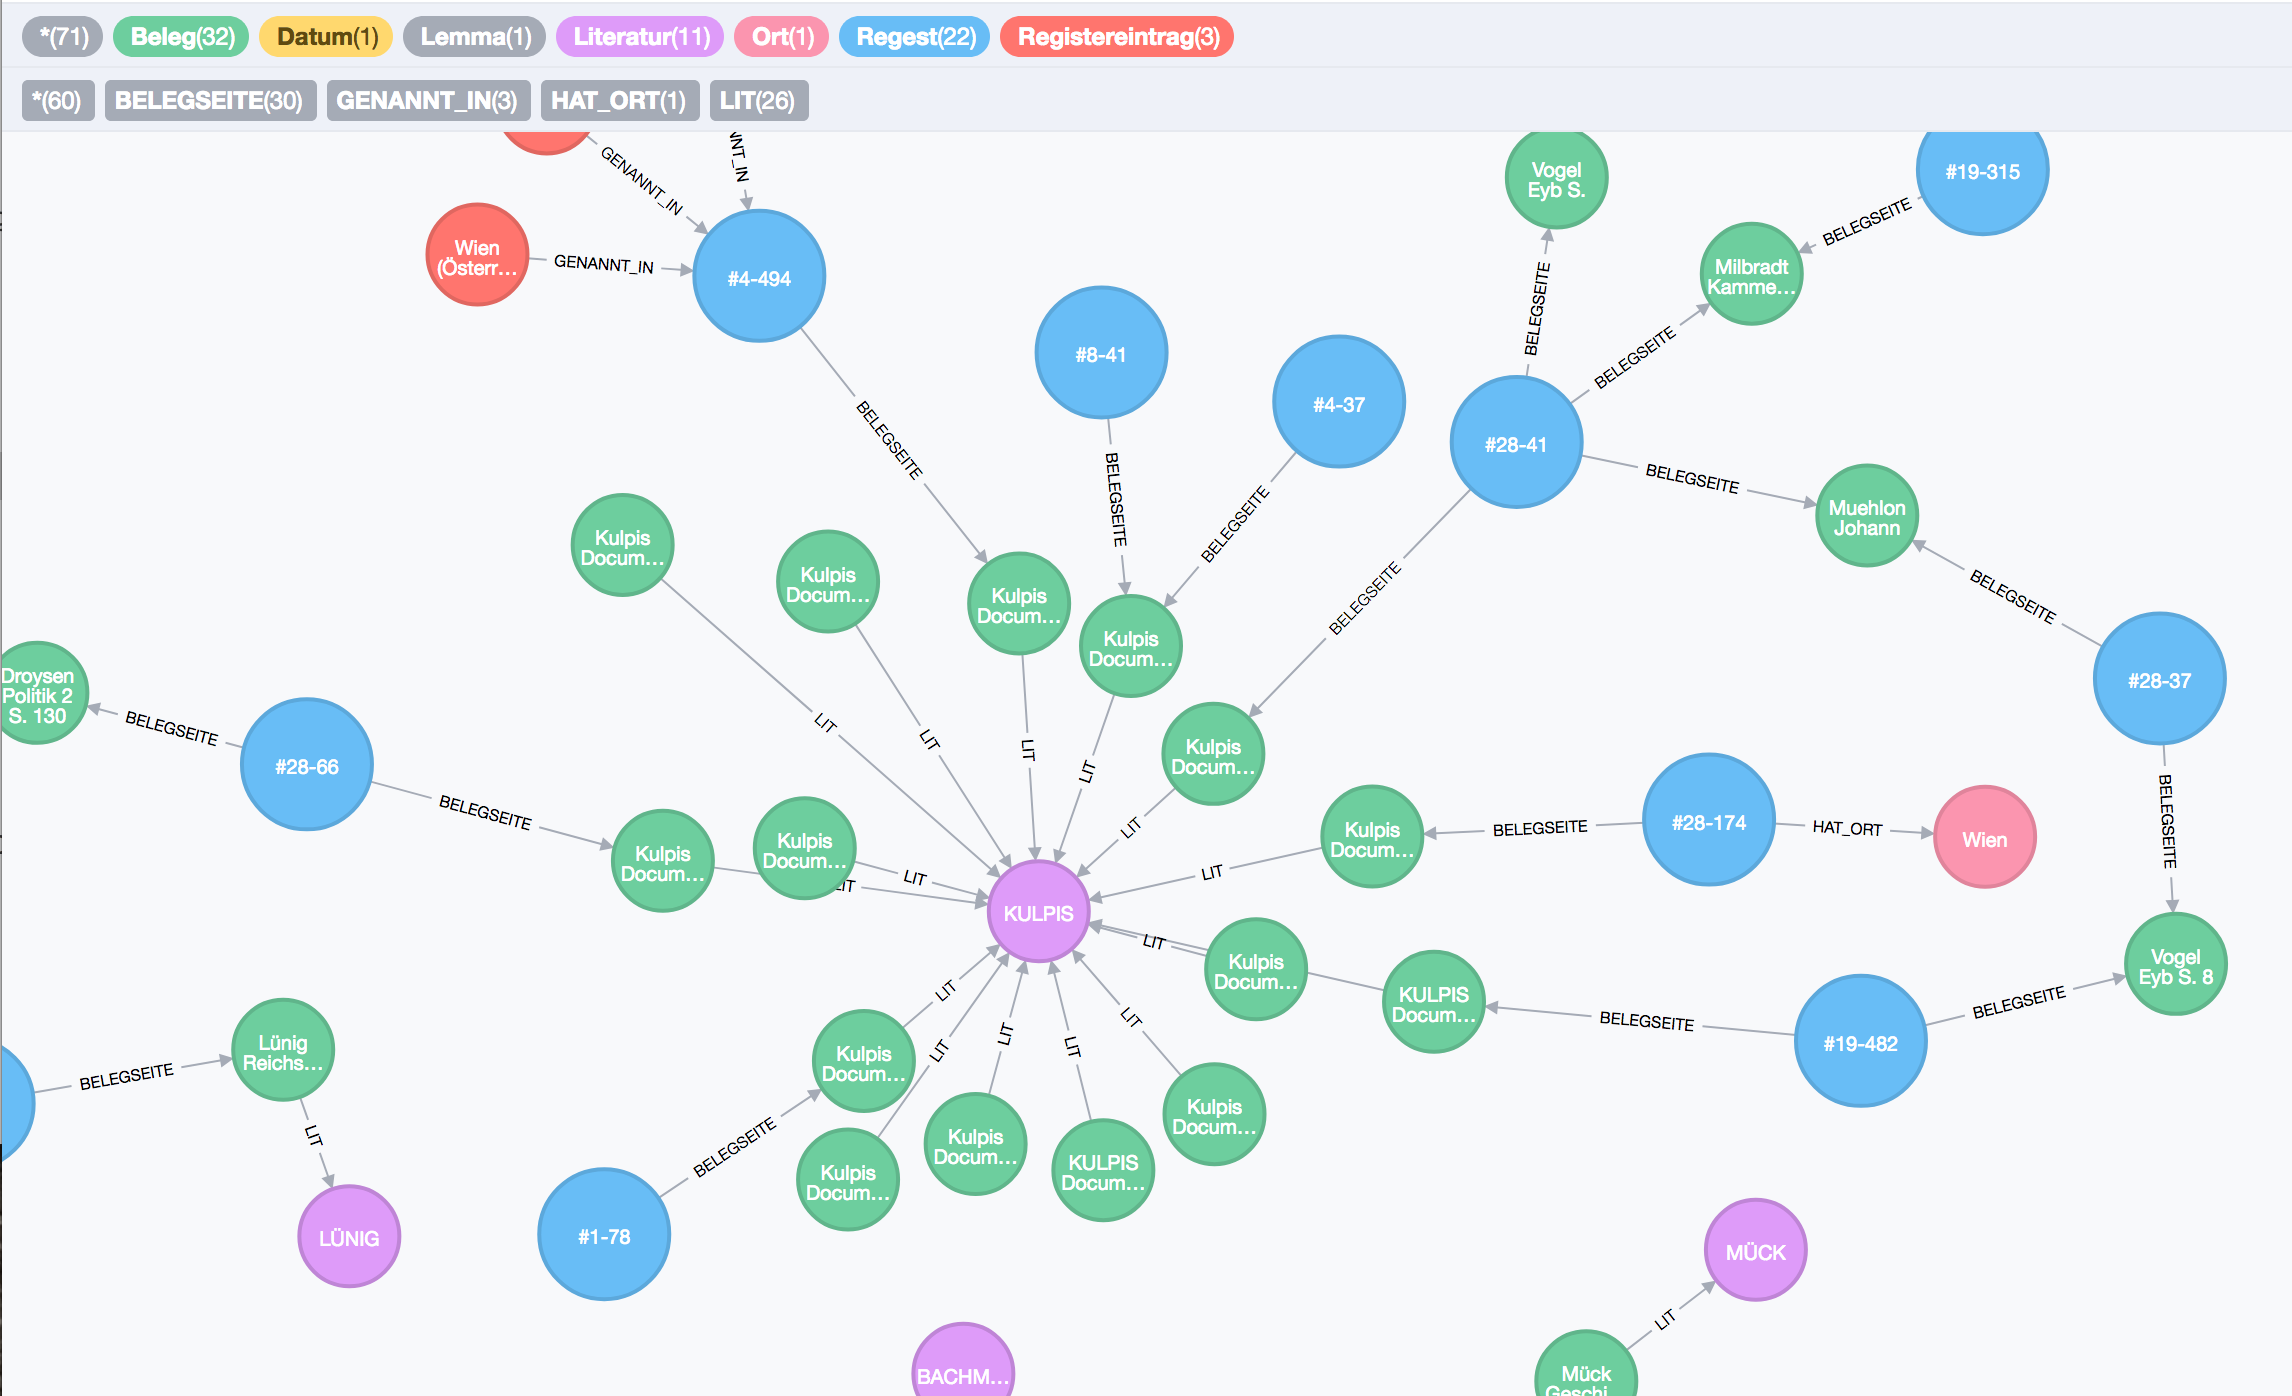 *(71) Beleg(32) Datum(1) Lemma(1) Literatur(11) Ort(1) Regest(22) Registereintrag(3)
*(60) BELEGSEITE(30) GENANNT_IN(3) HAT_ORT(1) LIT(26)
GENANNT_IN
NNT_IN
Vogel
Eyb S.
#19-315
BELEGSEITE
Wien
(Österr...
GENANNT_IN
#4-494
Milbradt
Kamme...
BELEGSEITE
BELEGSEITE
#8-41
#4-37
#28-41
BELEGSEITE
BELEGSEITE
BELEGSEITE
BELEGSEITE
Muehlon
Johann
Kulpis
Docum...
Kulpis
Docum...
Kulpis
Docum...
Kulpis
Docum...
BELEGSEITE
BELEGSEITE
#28-37
Droysen
Politik 2
S. 130
BELEGSEITE
#28-66
LIT
LIT
LIT
LIT
Kulpis
Docum...
BELEGSEITE
Kulpis
Docum...
Kulpis
Docum...
LIT
LIT
LIT
Kulpis
Docum...
BELEGSEITE
#28-174
HAT_ORT
Wien
BELEGSEITE
LIT
KULPIS
LIT
Kulpis
Docum...
KULPIS
Docum...
BELEGSEITE
#19-482
BELEGSEITE
Vogel
Eyb S. 8
Lünig
Reichs...
BELEGSEITE
LIT
LÜNIG
LIT
LIT
LIT
LIT
LIT
Kulpis
Docum...
BELEGSEITE
#1-78
Kulpis
Docum...
Kulpis
Docum...
KULPIS
Docum...
Kulpis
Docum...
MÜCK
LIT
Mück
Geschi...
BACHM...